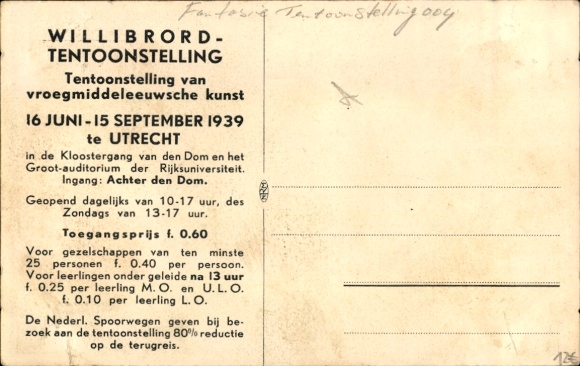 Fantasie Tentoonstelling 004
WILLIBRORD-
TENTOONSTELLING
Tentoonstelling van
vroegmiddeleeuwsche kunst
16 JUNI-15 SEPTEMBER 1939
te UTRECHT
in de Kloostergang van den Dom en het
Groot-auditorium der Rijksuniversiteit.
Ingang: Achter den Dom.
Geopend dagelijks van 10-17 uur, des
Zondags van 13-17 uur.
Toegangsprijs f. 0.60
Voor gezelschappen van ten minste
25 personen f. 0.40 per persoon.
Voor leerlingen onder geleide na 13 uur
f. 0.25 per leerling M.O. en U.L.O.
f. 0.10 per leerling L.O.
De Nederl. Spoorwegen geven bij be-
zoek aan de tentoonstelling 80% reductie
op de terugreis.
12€